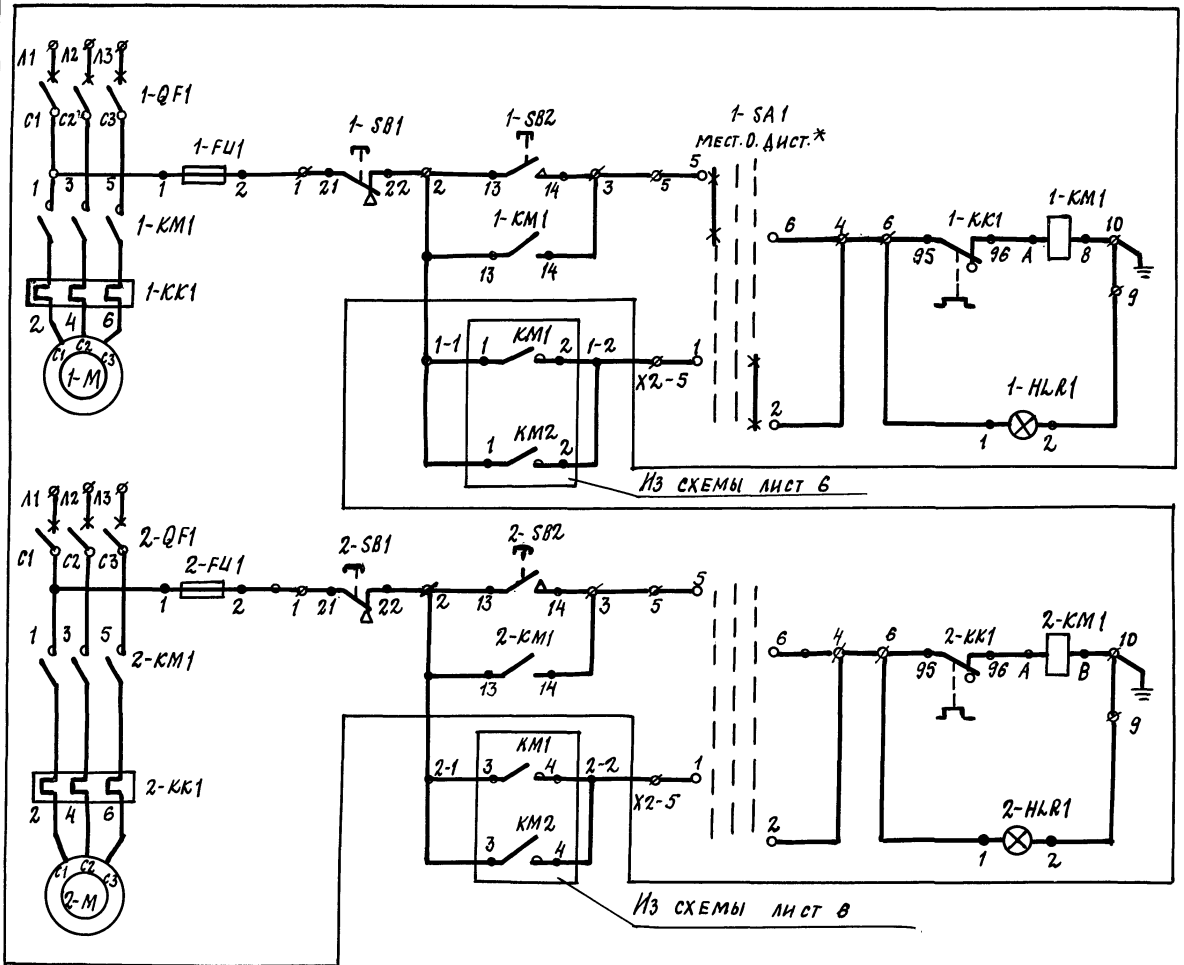 Л1 Л2 Л3
1-QF1
С1 С2 С3
1-FU1
1-SB1
1-SB2
1-SA1
МЕСТ. О. ДИСТ.*
1 3 5 1 2 1 21 22 2 13 14 3 5 5
1-KM1
1-KM1
13 14
6 4 6
1-KK1
95 96
1-KM1
A B 10
9
1-KK1
2 4 6
С1 С2 С3
1-М
1-1 1 KM1 2 1-2
X2-5 1
1 KM2 2
2
1-HLR1
1 2
Из схемы лист 6
Л1 Л2 Л3
2-QF1
С1 С2 С3
2-FU1
2-SB1
2-SB2
1 2 1 21 22 2 13 14 3 5 5
1 3 5
2-KM1
2-KM1
13 14
6 4 6
2-KK1
95 96
2-KM1
A B 10
9
2-KK1
2 4 6
С1 С2 С3
2-М
2-1 3 KM1 4 2-2
X2-5 1
3 KM2 4
2
2-HLR1
1 2
Из схемы лист 8